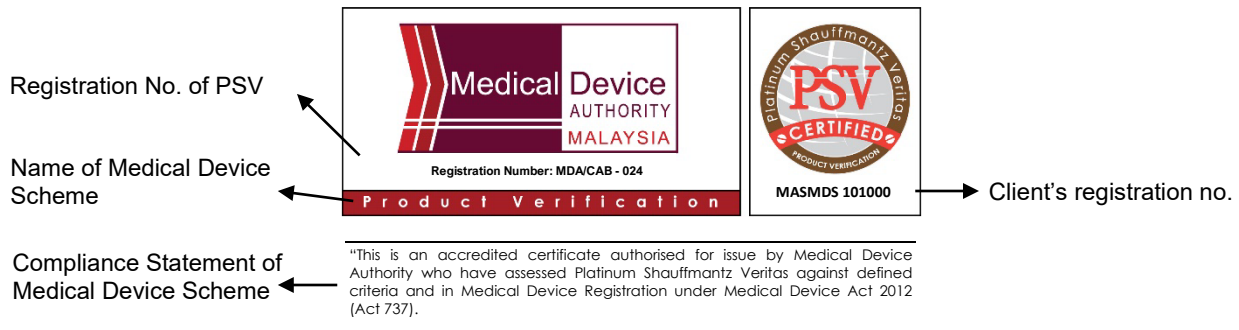 Registration No. of PSV
Name of Medical Device
Scheme
Compliance Statement of
Medical Device Scheme
Medical Device
AUTHORITY
MALAYSIA
Registration Number: MDA/CAB - 024
Product Verification
Platinum Shauffmantz Veritas
PSV
CERTIFIED
PRODUCT VERIFICATION
MASMDS 101000
Client's registration no.
“This is an accredited certificate authorised for issue by Medical Device
Authority who have assessed Platinum Shauffmantz Veritas against defined
criteria and in Medical Device Registration under Medical Device Act 2012
(Act 737).